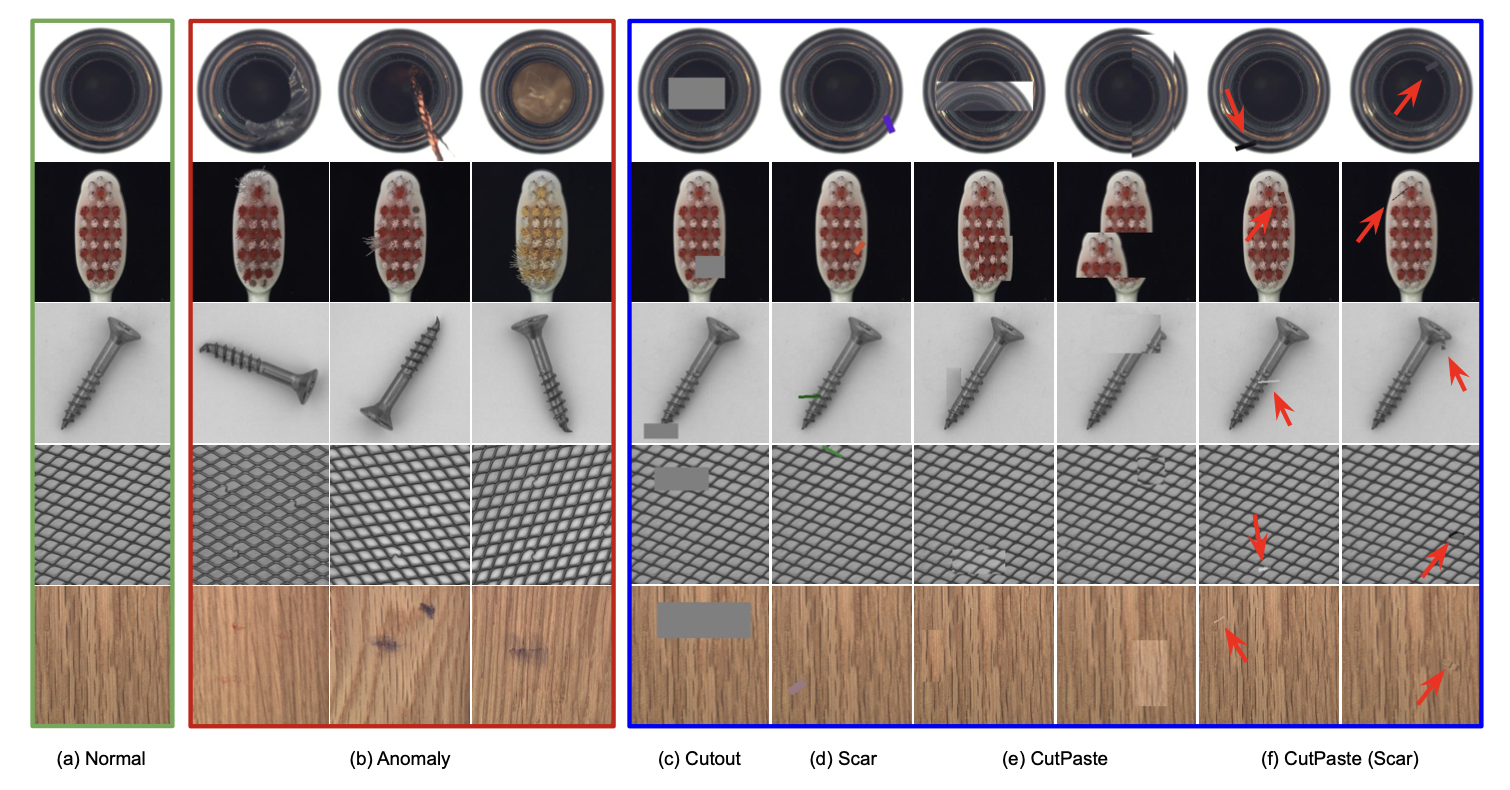 (a) Normal
(b) Anomaly
(c) Cutout
(d) Scar
(e) CutPaste
(f) CutPaste (Scar)